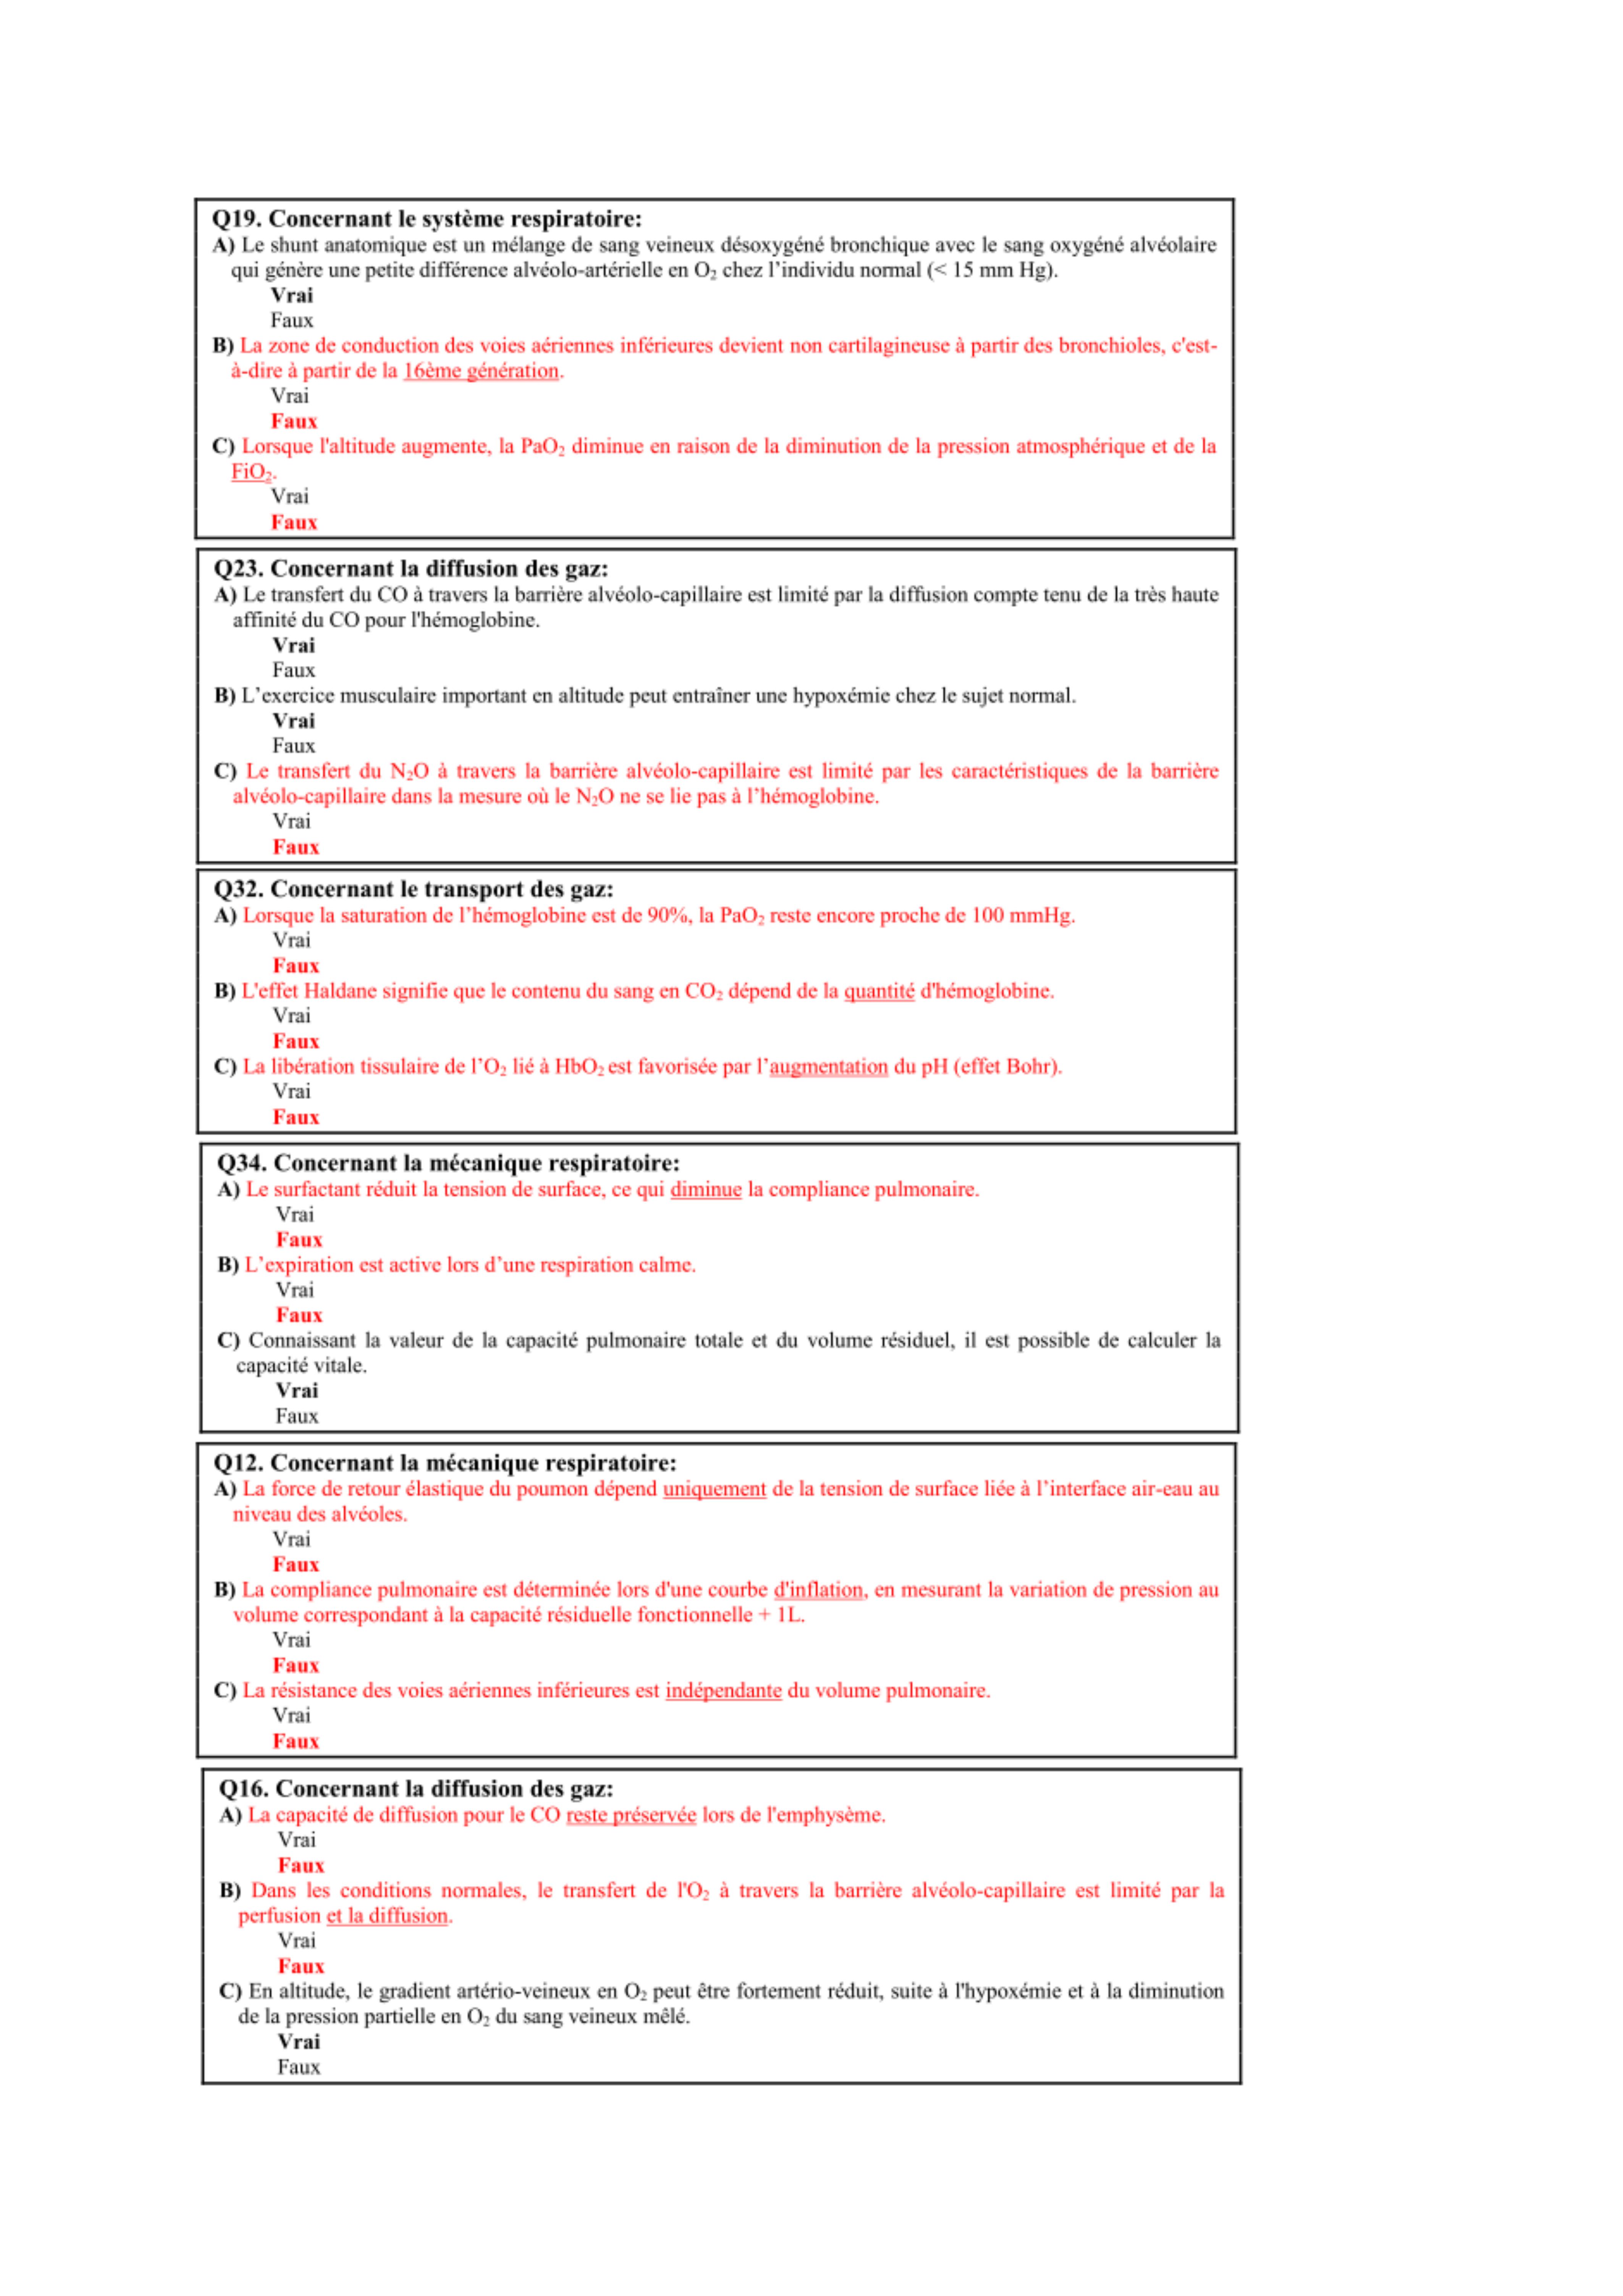 Q19. Concernant le système respiratoire:
A) Le shunt anatomique est un mélange de sang veineux désoxygéné bronchique avec le sang oxygéné alvéolaire
qui génère une petite différence alvéolo-artérielle en O₂ chez l’individu normal (< 15 mm Hg).
Vrai
Faux
B) La zone de conduction des voies aériennes inférieures devient non cartilagineuse à partir des bronchioles, c'est-
à-dire à partir de la 16ème génération.
Vrai
Faux
C) Lorsque l'altitude augmente, la PaO₂ diminue en raison de la diminution de la pression atmosphérique et de la
FiO₂.
Vrai
Faux
Q23. Concernant la diffusion des gaz:
A) Le transfert du CO à travers la barrière alvéolo-capillaire est limité par la diffusion compte tenu de la très haute
affinité du CO pour l'hémoglobine.
Vrai
Faux
B) L’exercice musculaire important en altitude peut entraîner une hypoxémie chez le sujet normal.
Vrai
Faux
C) Le transfert du N₂O à travers la barrière alvéolo-capillaire est limité par les caractéristiques de la barrière
alvéolo-capillaire dans la mesure où le N₂O ne se lie pas à l’hémoglobine.
Vrai
Faux
Q32. Concernant le transport des gaz:
A) Lorsque la saturation de l’hémoglobine est de 90%, la PaO₂ reste encore proche de 100 mmHg.
Vrai
Faux
B) L'effet Haldane signifie que le contenu du sang en CO₂ dépend de la quantité d'hémoglobine.
Vrai
Faux
C) La libération tissulaire de l’O₂ lié à HbO₂ est favorisée par l’augmentation du pH (effet Bohr).
Vrai
Faux
Q34. Concernant la mécanique respiratoire:
A) Le surfactant réduit la tension de surface, ce qui diminue la compliance pulmonaire.
Vrai
Faux
B) L’expiration est active lors d’une respiration calme.
Vrai
Faux
C) Connaissant la valeur de la capacité pulmonaire totale et du volume résiduel, il est possible de calculer la
capacité vitale.
Vrai
Faux
Q12. Concernant la mécanique respiratoire:
A) La force de retour élastique du poumon dépend uniquement de la tension de surface liée à l’interface air-eau au
niveau des alvéoles.
Vrai
Faux
B) La compliance pulmonaire est déterminée lors d'une courbe d'inflation, en mesurant la variation de pression au
volume correspondant à la capacité résiduelle fonctionnelle + 1L.
Vrai
Faux
C) La résistance des voies aériennes inférieures est indépendante du volume pulmonaire.
Vrai
Faux
Q16. Concernant la diffusion des gaz:
A) La capacité de diffusion pour le CO reste préservée lors de l'emphysème.
Vrai
Faux
B) Dans les conditions normales, le transfert de l'O₂ à travers la barrière alvéolo-capillaire est limité par la
perfusion et la diffusion.
Vrai
Faux
C) En altitude, le gradient artério-veineux en O₂ peut être fortement réduit, suite à l'hypoxémie et à la diminution
de la pression partielle en O₂ du sang veineux mêlé.
Vrai
Faux